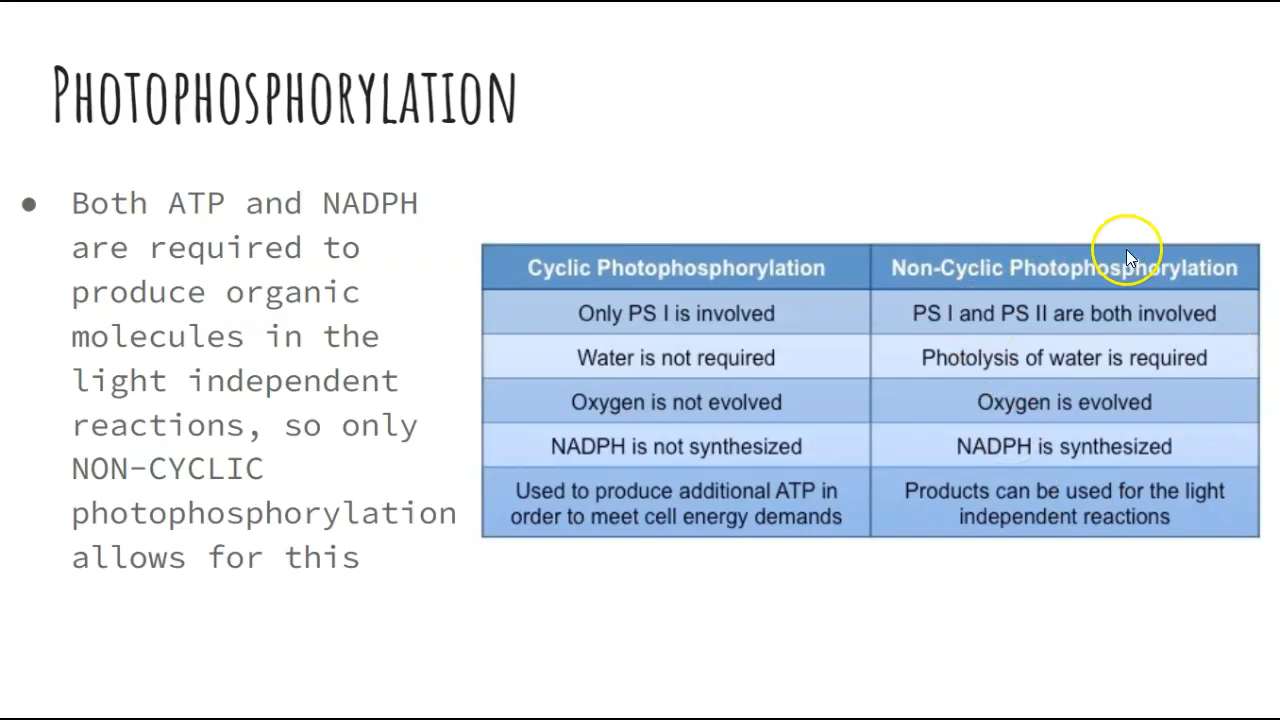 PHOTOPHOSPHORYLATION
● Both ATP and NADPH
are required to
produce organic
molecules in the
light independent
reactions, so only
NON-CYCLIC
photophosphorylation
allows for this
Cyclic Photophosphorylation Non-Cyclic Photophosphorylation
Only PS I is involved PS I and PS II are both involved
Water is not required Photolysis of water is required
Oxygen is not evolved Oxygen is evolved
NADPH is not synthesized NADPH is synthesized
Used to produce additional ATP in Products can be used for the light
order to meet cell energy demands independent reactions